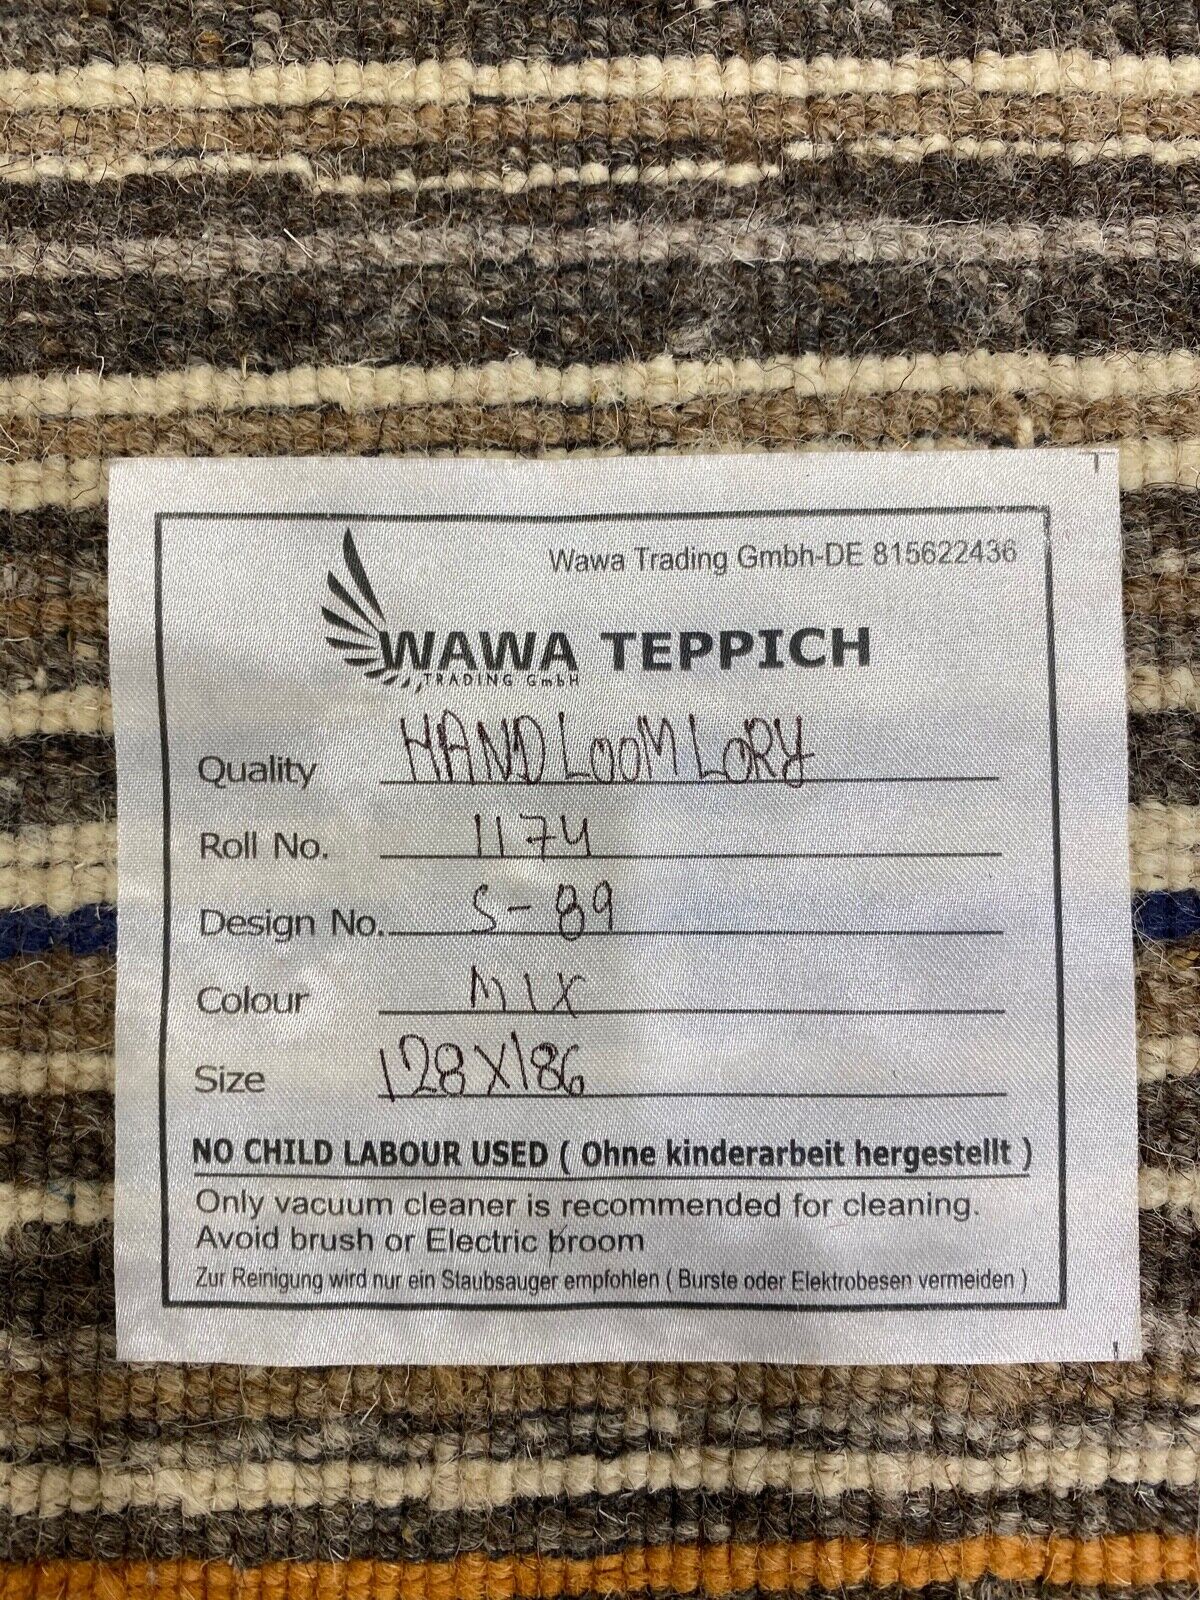 Wawa Trading Gmbh-DE 815622436
WAWA TEPPICH
TRADING GmbH
Quality HANDLOOM LORY
Roll No. 1174
Design No. S-89
Colour MIX
Size 128X186
NO CHILD LABOUR USED ( Ohne kinderarbeit hergestellt )
Only vacuum cleaner is recommended for cleaning.
Avoid brush or Electric broom
Zur Reinigung wird nur ein Staubsauger empfohlen ( Burste oder Elektrobesen vermeiden )